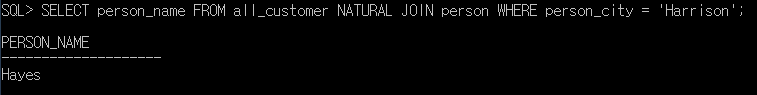 SQL> SELECT person_name FROM all_customer NATURAL JOIN person WHERE person_city = 'Harrison';
PERSON_NAME
--------------------
Hayes